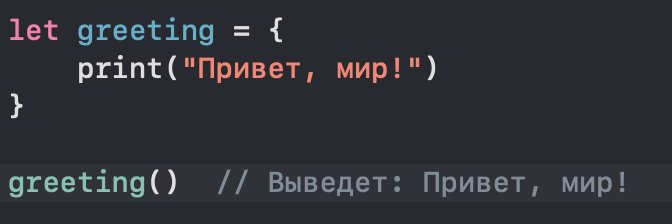 let greeting = {
    print("Привет, мир!")
}
greeting()  // Выведет: Привет, мир!